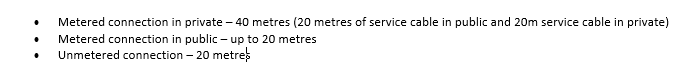 • Metered connection in private – 40 metres (20 metres of service cable in public and 20m service cable in private)
• Metered connection in public – up to 20 metres
• Unmetered connection – 20 metres